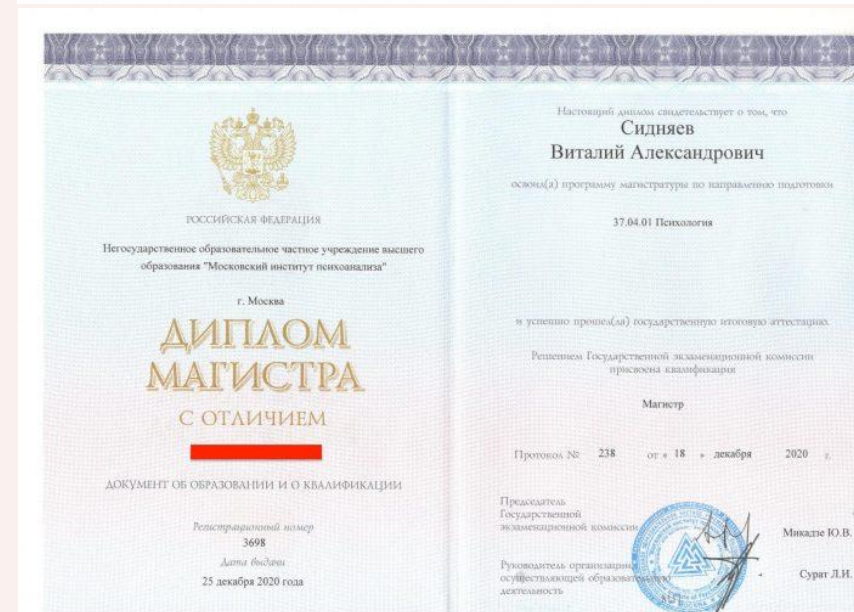 РОССИЙСКАЯ ФЕДЕРАЦИЯ
Негосударственное образовательное частное учреждение высшего
образования "Московский институт психоанализа"
г. Москва
ДИПЛОМ
МАГИСТРА
С ОТЛИЧИЕМ
ДОКУМЕНТ ОБ ОБРАЗОВАНИИ И О КВАЛИФИКАЦИИ
Регистрационный номер
3698
Дата выдачи
25 декабря 2020 года
Настоящий диплом свидетельствует о том, что
Сидняев
Виталий Александрович
освоил(а) программу магистратуры по направлению подготовки
37.04.01 Психология
и успешно прошел(ла) государственную итоговую аттестацию.
Решением Государственной экзаменационной комиссии
присвоена квалификация
Магистр
Протокол № 238 от « 18 » декабря 2020 г.
Председатель
Государственной
экзаменационной комиссии
Микадзе Ю.В.
Руководитель организации,
осуществляющей образовательную
деятельность
Сурат Л.И.